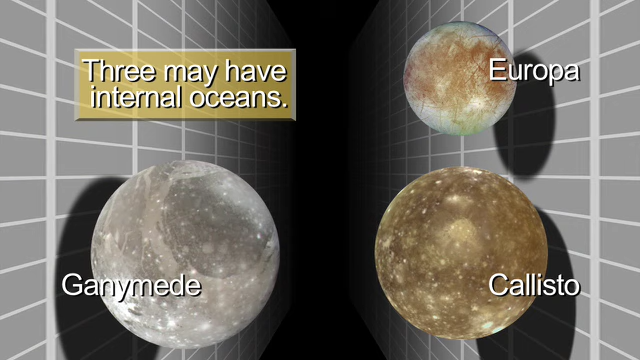 Three may have
internal oceans.
Europa
Ganymede
Callisto